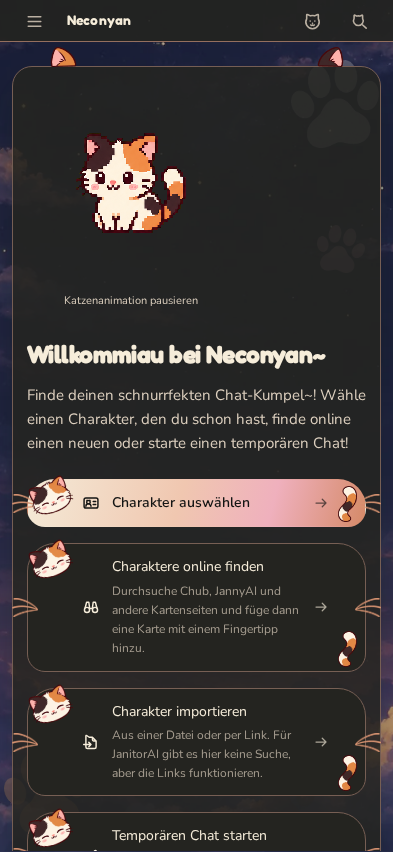 Neconyan
Katzenanimation pausieren
Willkommiau bei Neconyan~
Finde deinen schnurrfekten Chat-Kumpel~! Wähle
einen Charakter, den du schon hast, finde online
einen neuen oder starte einen temporären Chat!
Charakter auswählen
Charaktere online finden
Durchsuche Chub, JannyAI und
andere Kartenseiten und füge dann
eine Karte mit einem Fingertipp
hinzu.
Charakter importieren
Aus einer Datei oder per Link. Für
JanitorAI gibt es hier keine Suche,
aber die Links funktionieren.
Temporären Chat starten